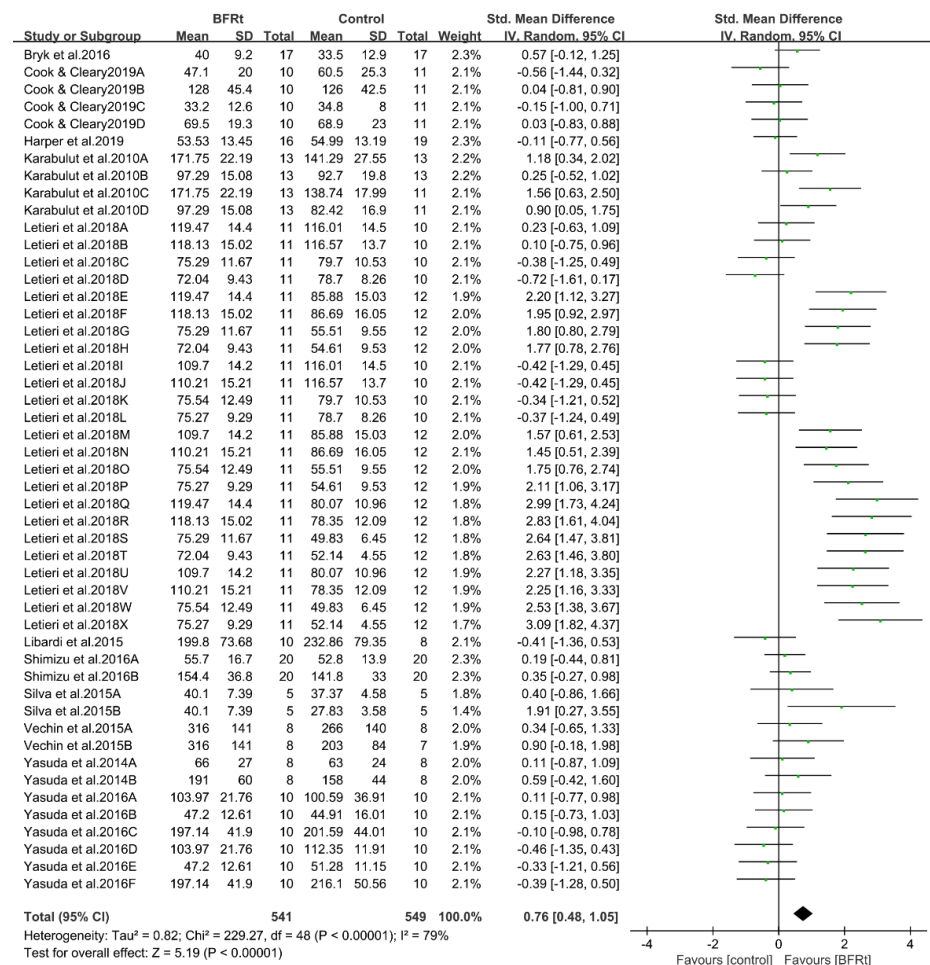 BFRt Control Std. Mean Difference Std. Mean Difference
Study or Subgroup Mean SD Total Mean SD Total Weight IV. Random. 95% CI IV. Random. 95% CI
Bryk et al.2016 40 9.2 17 33.5 12.9 17 2.3% 0.57 [-0.12, 1.25]
Cook & Cleary2019A 47.1 20 10 60.5 25.3 11 2.1% -0.56 [-1.44, 0.32]
Cook & Cleary2019B 128 45.4 10 126 42.5 11 2.1% 0.04 [-0.81, 0.90]
Cook & Cleary2019C 33.2 12.6 10 34.8 8 11 2.1% -0.15 [-1.00, 0.71]
Cook & Cleary2019D 69.5 19.3 10 68.9 23 11 2.1% 0.03 [-0.83, 0.88]
Harper et al.2019 53.53 13.45 16 54.99 13.19 19 2.3% -0.11 [-0.77, 0.56]
Karabulut et al.2010A 171.75 22.19 13 141.29 27.55 13 2.2% 1.18 [0.34, 2.02]
Karabulut et al.2010B 97.29 15.08 13 92.7 19.8 13 2.2% 0.25 [-0.52, 1.02]
Karabulut et al.2010C 171.75 22.19 13 138.74 17.99 11 2.1% 1.56 [0.63, 2.50]
Karabulut et al.2010D 97.29 15.08 13 82.42 16.9 11 2.1% 0.90 [0.05, 1.75]
Letieri et al.2018A 119.47 14.4 11 116.01 14.5 10 2.1% 0.23 [-0.63, 1.09]
Letieri et al.2018B 118.13 15.02 11 116.57 13.7 10 2.1% 0.10 [-0.75, 0.96]
Letieri et al.2018C 75.29 11.67 11 79.7 10.53 10 2.1% -0.38 [-1.25, 0.49]
Letieri et al.2018D 72.04 9.43 11 78.7 8.26 10 2.1% -0.72 [-1.61, 0.17]
Letieri et al.2018E 119.47 14.4 11 85.88 15.03 12 1.9% 2.20 [1.12, 3.27]
Letieri et al.2018F 118.13 15.02 11 86.69 16.05 12 2.0% 1.95 [0.92, 2.97]
Letieri et al.2018G 75.29 11.67 11 55.51 9.55 12 2.0% 1.80 [0.80, 2.79]
Letieri et al.2018H 72.04 9.43 11 54.61 9.53 12 2.0% 1.77 [0.78, 2.76]
Letieri et al.2018I 109.7 14.2 11 116.01 14.5 10 2.1% -0.42 [-1.29, 0.45]
Letieri et al.2018J 110.21 15.21 11 116.57 13.7 10 2.1% -0.42 [-1.29, 0.45]
Letieri et al.2018K 75.54 12.49 11 79.7 10.53 10 2.1% -0.34 [-1.21, 0.52]
Letieri et al.2018L 75.27 9.29 11 78.7 8.26 10 2.1% -0.37 [-1.24, 0.49]
Letieri et al.2018M 109.7 14.2 11 85.88 15.03 12 2.0% 1.57 [0.61, 2.53]
Letieri et al.2018N 110.21 15.21 11 86.69 16.05 12 2.0% 1.45 [0.51, 2.39]
Letieri et al.2018O 75.54 12.49 11 55.51 9.55 12 2.0% 1.75 [0.76, 2.74]
Letieri et al.2018P 75.27 9.29 11 54.61 9.53 12 1.9% 2.11 [1.06, 3.17]
Letieri et al.2018Q 119.47 14.4 11 80.07 10.96 12 1.8% 2.99 [1.73, 4.24]
Letieri et al.2018R 118.13 15.02 11 78.35 12.09 12 1.8% 2.83 [1.61, 4.04]
Letieri et al.2018S 75.29 11.67 11 49.83 6.45 12 1.8% 2.64 [1.47, 3.81]
Letieri et al.2018T 72.04 9.43 11 52.14 4.55 12 1.8% 2.63 [1.46, 3.80]
Letieri et al.2018U 109.7 14.2 11 80.07 10.96 12 1.9% 2.27 [1.18, 3.35]
Letieri et al.2018V 110.21 15.21 11 78.35 12.09 12 1.9% 2.25 [1.16, 3.33]
Letieri et al.2018W 75.54 12.49 11 49.83 6.45 12 1.9% 2.53 [1.38, 3.67]
Letieri et al.2018X 75.27 9.29 11 52.14 4.55 12 1.8% 3.09 [1.82, 4.37]
Libardi et al.2015 199.8 73.68 10 232.86 79.35 8 2.1% -0.41 [-1.36, 0.53]
Shimizu et al.2016A 55.7 16.7 20 52.8 13.9 20 2.3% 0.19 [-0.44, 0.81]
Shimizu et al.2016B 154.4 36.8 20 141.8 33 20 2.3% 0.35 [-0.27, 0.98]
Silva et al.2015A 40.1 7.39 5 37.37 4.58 5 1.8% 0.40 [-0.86, 1.66]
Silva et al.2015B 40.1 7.39 5 27.83 3.58 5 1.4% 1.91 [0.27, 3.55]
Vechin et al.2015A 316 141 8 266 140 8 2.0% 0.34 [-0.65, 1.33]
Vechin et al.2015B 316 141 8 203 84 7 1.9% 0.90 [-0.18, 1.98]
Yasuda et al.2014A 66 27 8 63 24 8 2.0% 0.11 [-0.87, 1.09]
Yasuda et al.2014B 191 60 8 158 44 8 2.0% 0.59 [-0.42, 1.60]
Yasuda et al.2016A 103.97 21.76 10 100.59 36.91 10 2.1% 0.11 [-0.77, 0.98]
Yasuda et al.2016B 47.2 12.61 10 44.91 16.01 10 2.1% 0.15 [-0.73, 1.03]
Yasuda et al.2016C 197.14 41.9 10 201.59 44.01 10 2.1% -0.10 [-0.98, 0.78]
Yasuda et al.2016D 103.97 21.76 10 112.35 11.91 10 2.1% -0.46 [-1.35, 0.43]
Yasuda et al.2016E 47.2 12.61 10 51.28 11.15 10 2.1% -0.33 [-1.21, 0.56]
Yasuda et al.2016F 197.14 41.9 10 216.1 50.56 10 2.1% -0.39 [-1.28, 0.50]
Total (95% CI) 541 549 100.0% 0.76 [0.48, 1.05]
Heterogeneity: Tau² = 0.82; Chi² = 229.27, df = 48 (P < 0.00001); I² = 79%
Test for overall effect: Z = 5.19 (P < 0.00001)
-4 -2 0 2 4
Favours [control] Favours [BFRt]